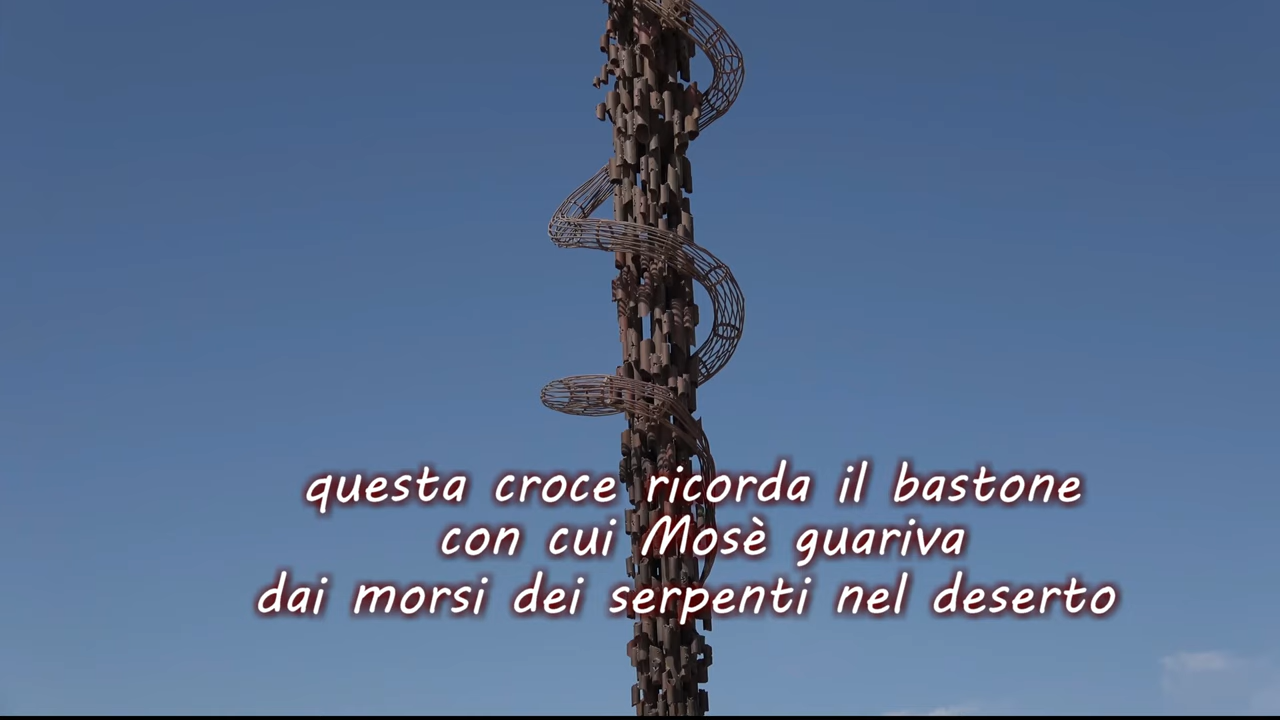 questa croce ricorda il bastone
con cui Mosè guariva
dai morsi dei serpenti nel deserto